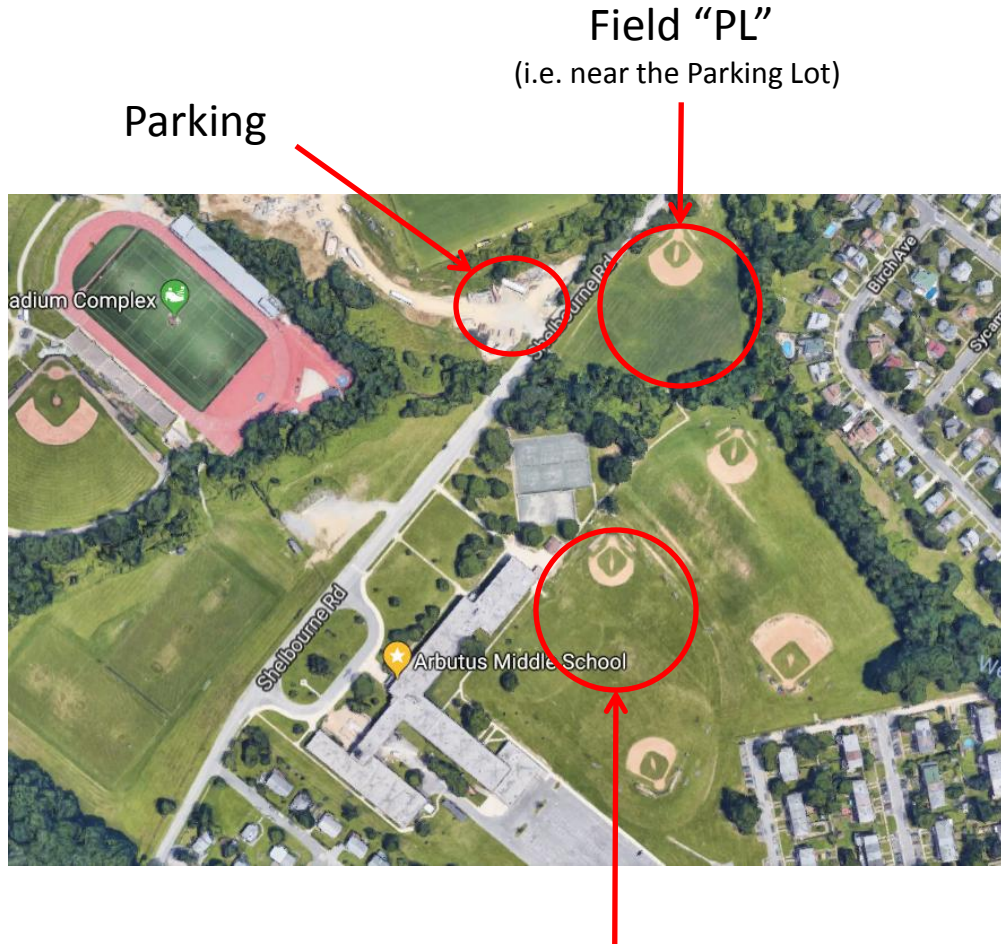 Field “PL”
(i.e. near the Parking Lot)
Parking
Shelbourne Rd
Birch Ave
adium Complex
Sycam
Shelbourne Rd
Arbutus Middle School
We